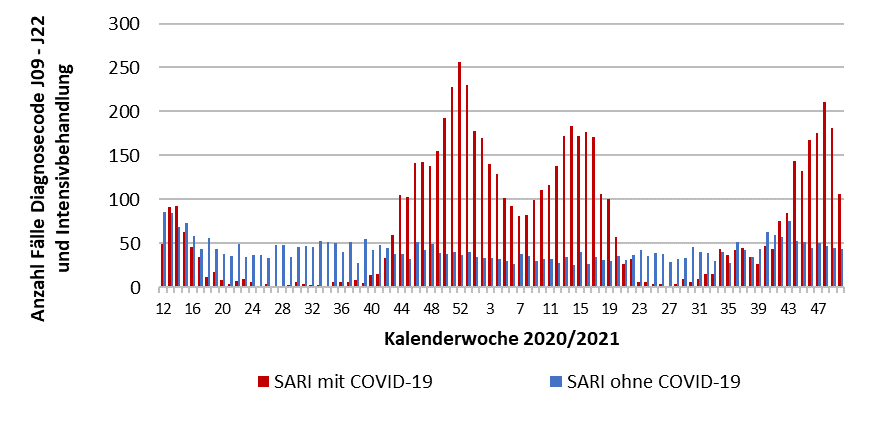 Anzahl Fälle Diagnosecode J09 - J22
und Intensivbehandlung
300
250
200
150
100
50
0
12 16 20 24 28 32 36 40 44 48 52 3 7 11 15 19 23 27 31 35 39 43 47
Kalenderwoche 2020/2021
SARI mit COVID-19 SARI ohne COVID-19